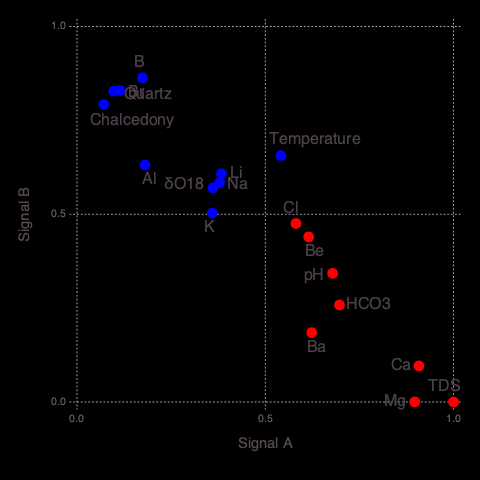 1.0
B
Br
Quartz
Chalcedony
Temperature
Al
δO18
Li
Na
K
0.5
Cl
Be
pH
HCO3
Ba
Ca
TDS
Mg
0.0
0.0
0.5
1.0
Signal A
Signal B